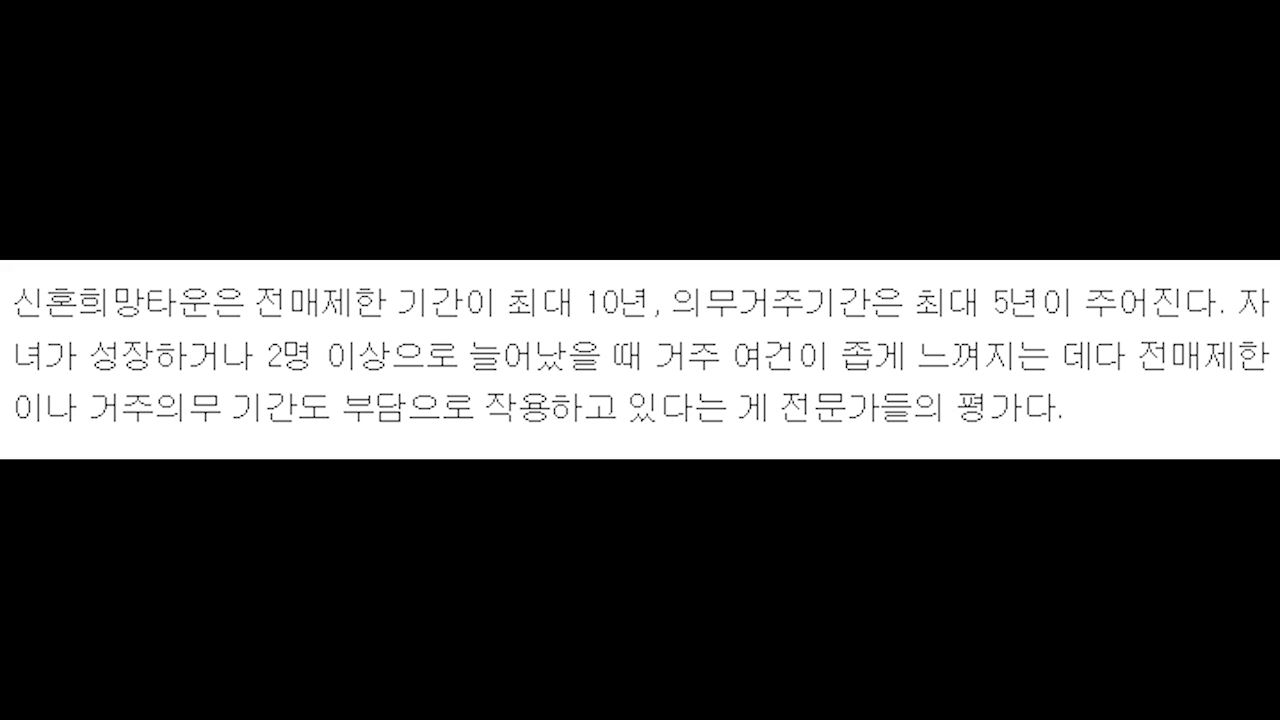 신혼희망타운은 전매제한 기간이 최대 10년, 의무거주기간은 최대 5년이 주어진다. 자
녀가 성장하거나 2명 이상으로 늘어났을 때 거주 여건이 좁게 느껴지는 데다 전매제한
이나 거주의무 기간도 부담으로 작용하고 있다는 게 전문가들의 평가다.